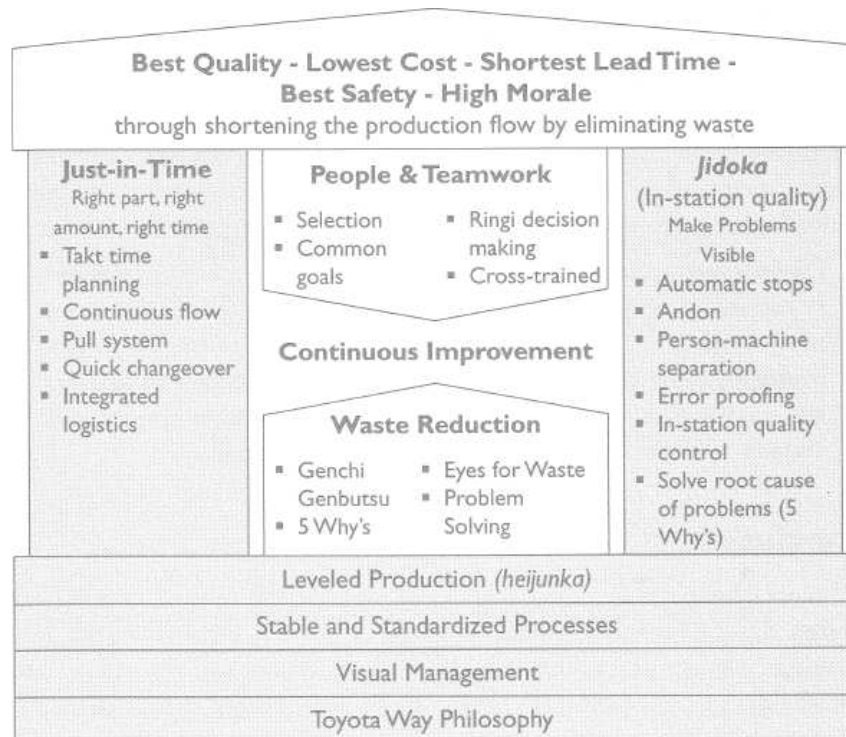 Best Quality - Lowest Cost - Shortest Lead Time -
Best Safety - High Morale
through shortening the production flow by eliminating waste
Just-in-Time
Right part, right
amount, right time
▪ Takt time
planning
▪ Continuous flow
▪ Pull system
▪ Quick changeover
▪ Integrated
logistics
People & Teamwork
▪ Selection
▪ Common
goals
▪ Ringi decision
making
▪ Cross-trained
Continuous Improvement
Waste Reduction
▪ Genchi
Genbutsu
▪ 5 Why's
▪ Eyes for Waste
▪ Problem
Solving
Jidoka
(In-station quality)
Make Problems
Visible
▪ Automatic stops
▪ Andon
▪ Person-machine
separation
▪ Error proofing
▪ In-station quality
control
▪ Solve root cause
of problems (5
Why's)
Leveled Production (heijunka)
Stable and Standardized Processes
Visual Management
Toyota Way Philosophy